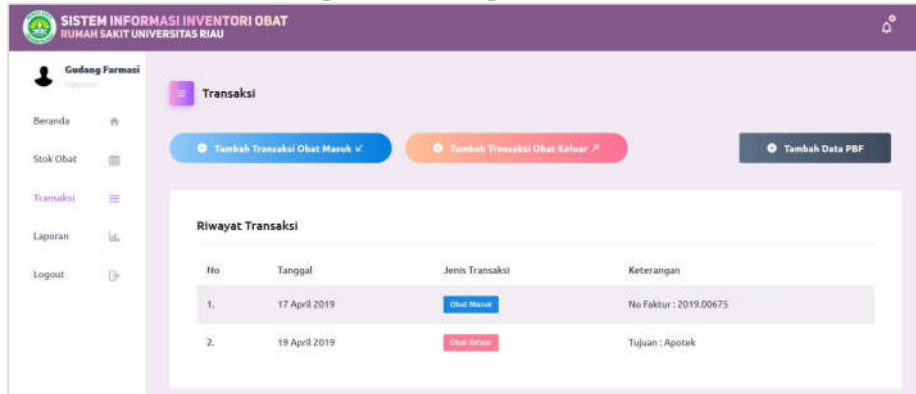 SISTEM INFORMASI INVENTORI OBAT
RUMAH SAKIT UNIVERSITAS RIAU
Gudang Farmasi
Transaksi
Beranda
Stok Obat
Transaksi
Laporan
Logout
Tambah Transaksi Obat Masuk
Tambah Transaksi Obat Keluar
Tambah Data PBF
Riwayat Transaksi
No Tanggal Jenis Transaksi Keterangan
1. 17 April 2019 Obat Masuk No Faktur : 2019.00675
2. 19 April 2019 Obat Keluar Tujuan : Apotek